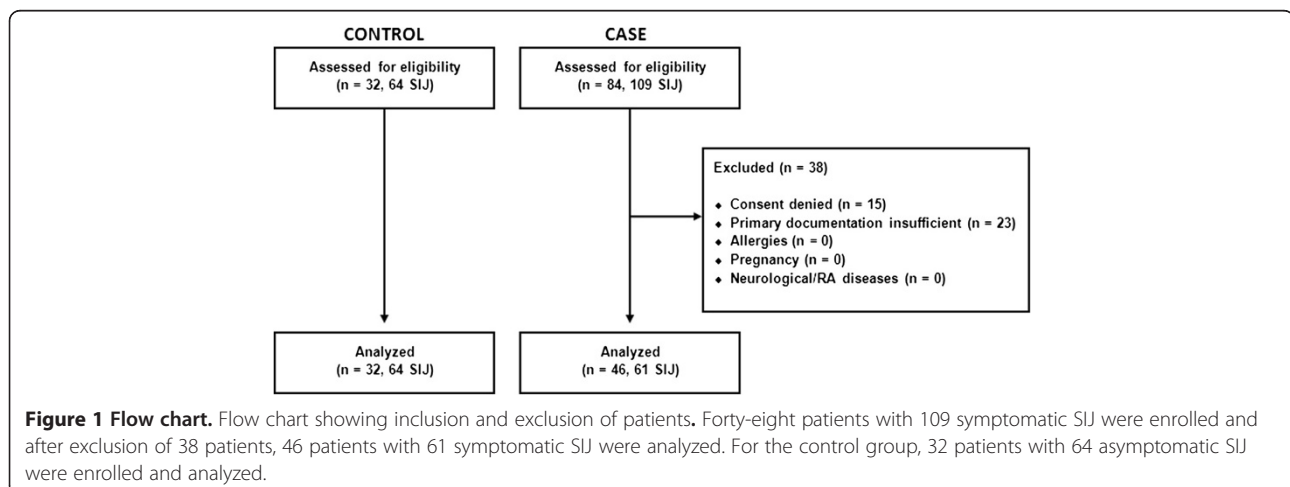 CONTROL
Assessed for eligibility
(n = 32, 64 SIJ)
Analyzed
(n = 32, 64 SIJ)
CASE
Assessed for eligibility
(n = 84, 109 SIJ)
Excluded (n = 38)
◆ Consent denied (n = 15)
◆ Primary documentation insufficient (n = 23)
◆ Allergies (n = 0)
◆ Pregnancy (n = 0)
◆ Neurological/RA diseases (n = 0)
Analyzed
(n = 46, 61 SIJ)
Figure 1 Flow chart. Flow chart showing inclusion and exclusion of patients. Forty-eight patients with 109 symptomatic SIJ were enrolled and
after exclusion of 38 patients, 46 patients with 61 symptomatic SIJ were analyzed. For the control group, 32 patients with 64 asymptomatic SIJ
were enrolled and analyzed.